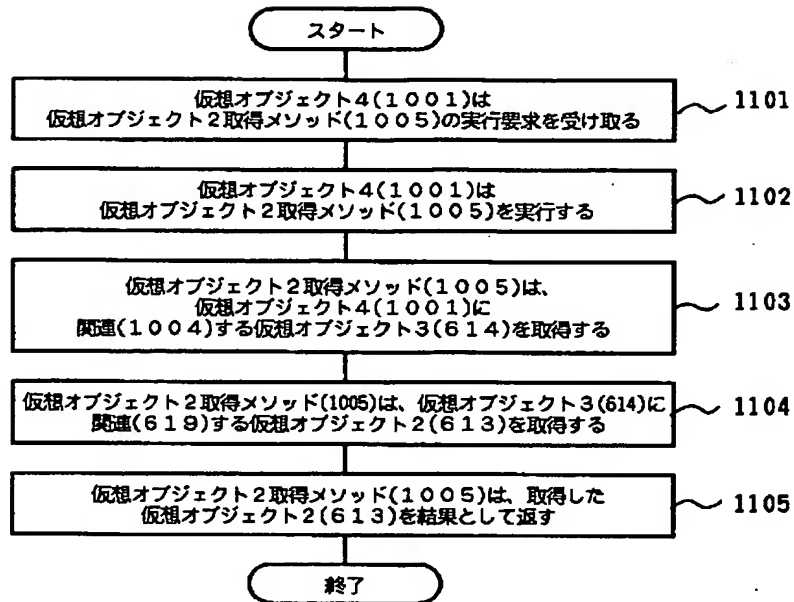 スタート
仮想オブジェクト4(1001)は
仮想オブジェクト2取得メソッド(1005)の実行要求を受け取る
1101
仮想オブジェクト4(1001)は
仮想オブジェクト2取得メソッド(1005)を実行する
1102
仮想オブジェクト2取得メソッド(1005)は、
仮想オブジェクト4(1001)に
関連(1004)する仮想オブジェクト3(614)を取得する
1103
仮想オブジェクト2取得メソッド(1005)は、仮想オブジェクト3(614)に
関連(619)する仮想オブジェクト2(613)を取得する
1104
仮想オブジェクト2取得メソッド(1005)は、取得した
仮想オブジェクト2(613)を結果として返す
1105
終了